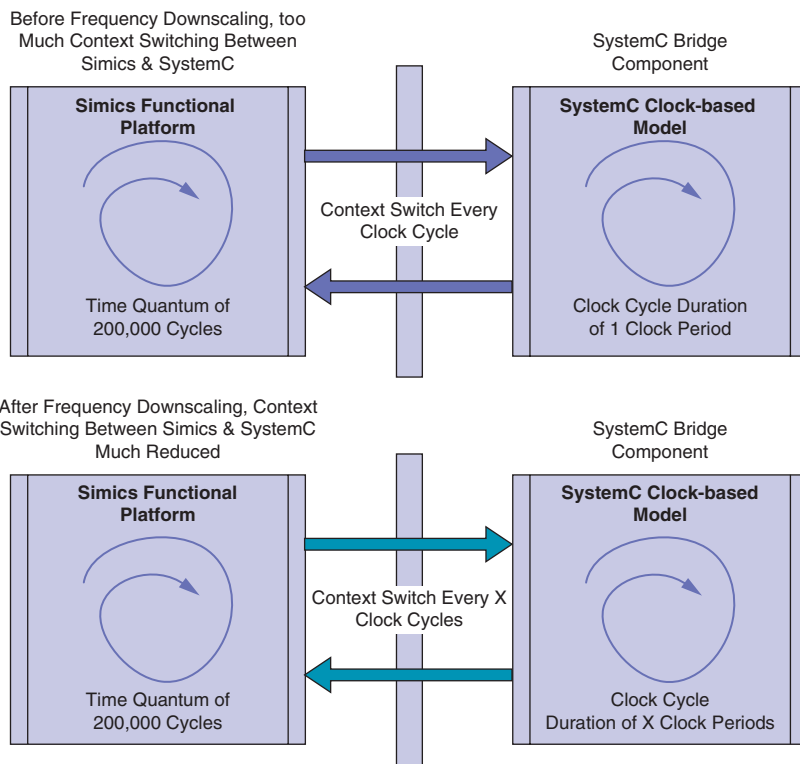 Before Frequency Downscaling, too
Much Context Switching Between
Simics & SystemC
SystemC Bridge
Component
Simics Functional
Platform
SystemC Clock-based
Model
Context Switch Every
Clock Cycle
Time Quantum of
200,000 Cycles
Clock Cycle Duration
of 1 Clock Period
After Frequency Downscaling, Context
Switching Between Simics & SystemC
Much Reduced
SystemC Bridge
Component
Simics Functional
Platform
SystemC Clock-based
Model
Context Switch Every X
Clock Cycles
Time Quantum of
200,000 Cycles
Clock Cycle
Duration of X Clock Periods